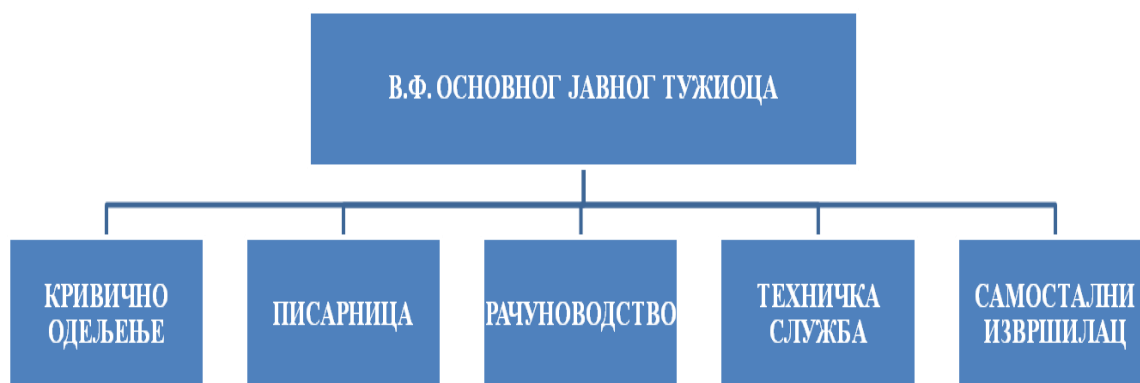 В.Ф. ОСНОВНОГ ЈАВНОГ ТУЖИОЦА
КРИВИЧНО
ОДЕЉЕЊЕ
ПИСАРНИЦА
РАЧУНОВОДСТВО
ТЕХНИЧКА
СЛУЖБА
САМОСТАЛНИ
ИЗВРШИЛАЦ